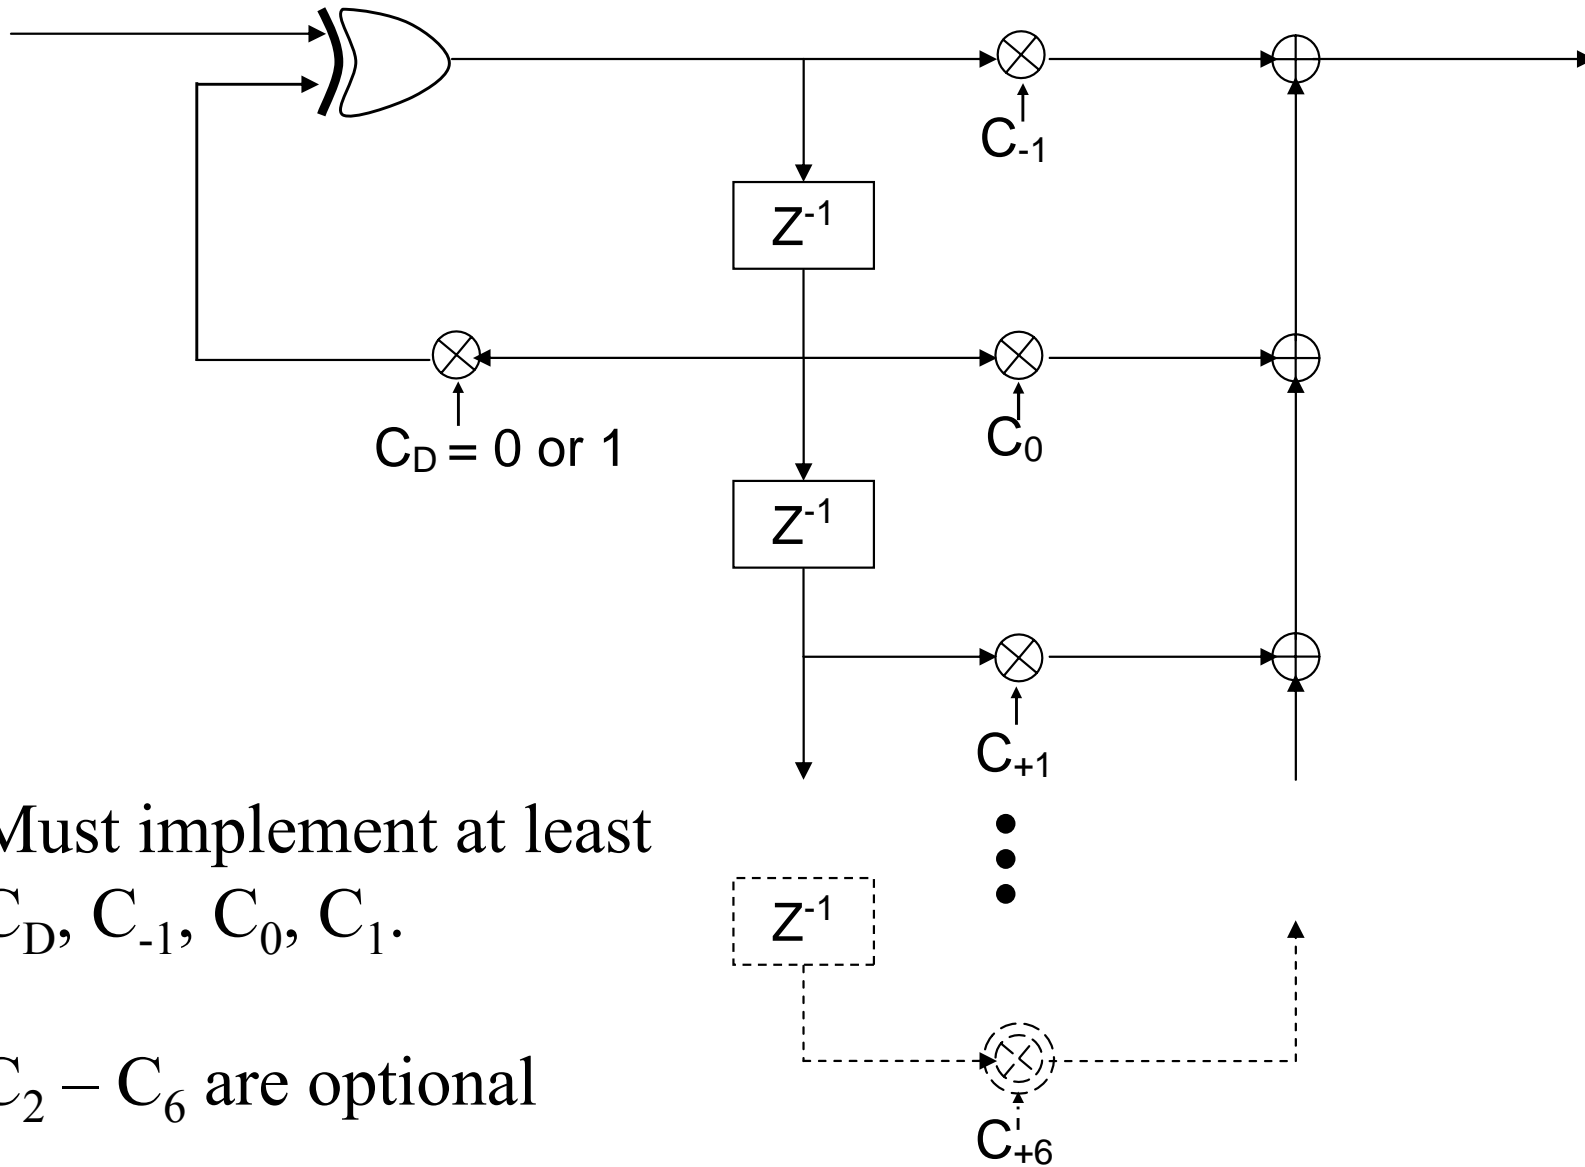 C-1
Z-1
CD = 0 or 1
C0
Z-1
C+1
Must implement at least
CD, C-1, C0, C1.
Z-1
C2 – C6 are optional
C+6